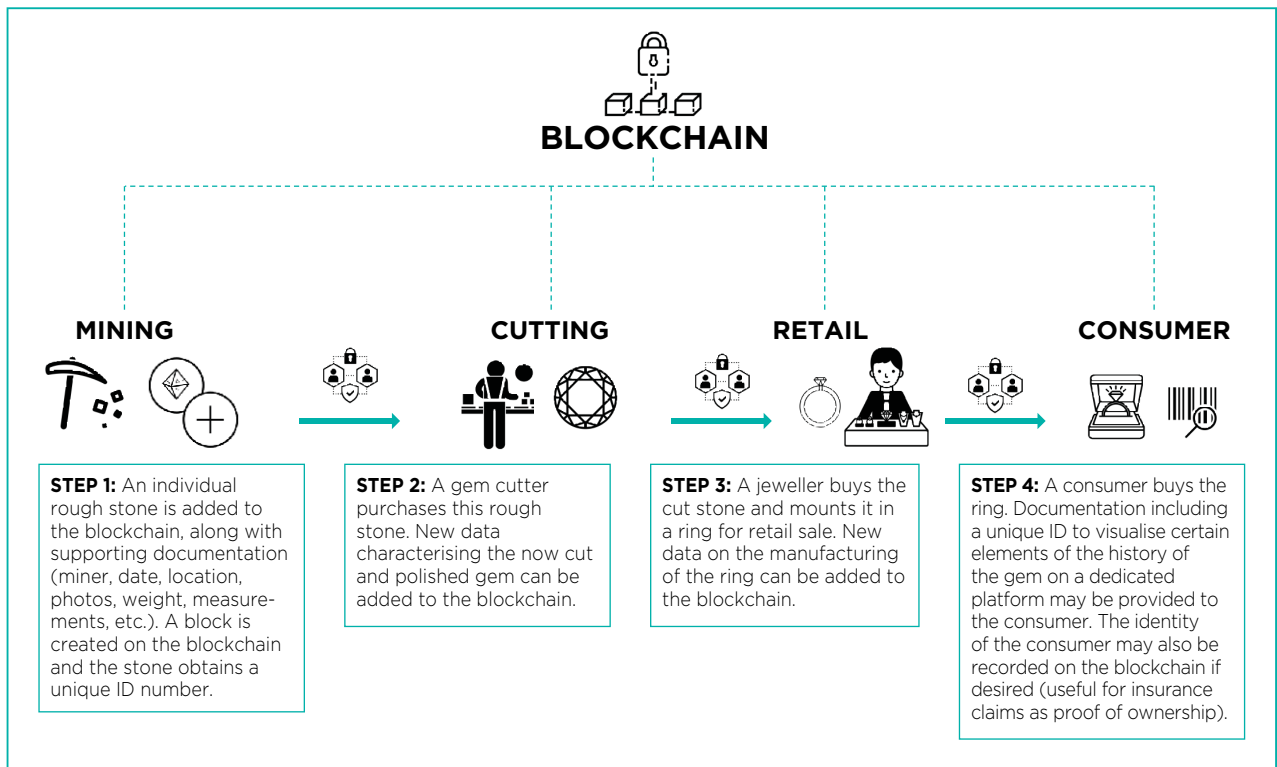 BLOCKCHAIN
MINING
CUTTING
RETAIL
CONSUMER
STEP 1: An individual
rough stone is added to
the blockchain, along with
supporting documentation
(miner, date, location,
photos, weight, measure-
ments, etc.). A block is
created on the blockchain
and the stone obtains a
unique ID number.
STEP 2: A gem cutter
purchases this rough
stone. New data
characterising the now cut
and polished gem can be
added to the blockchain.
STEP 3: A jeweller buys the
cut stone and mounts it in
a ring for retail sale. New
data on the manufacturing
of the ring can be added to
the blockchain.
STEP 4: A consumer buys the
ring. Documentation including
a unique ID to visualise certain
elements of the history of
the gem on a dedicated
platform may be provided to
the consumer. The identity
of the consumer may also be
recorded on the blockchain if
desired (useful for insurance
claims as proof of ownership).